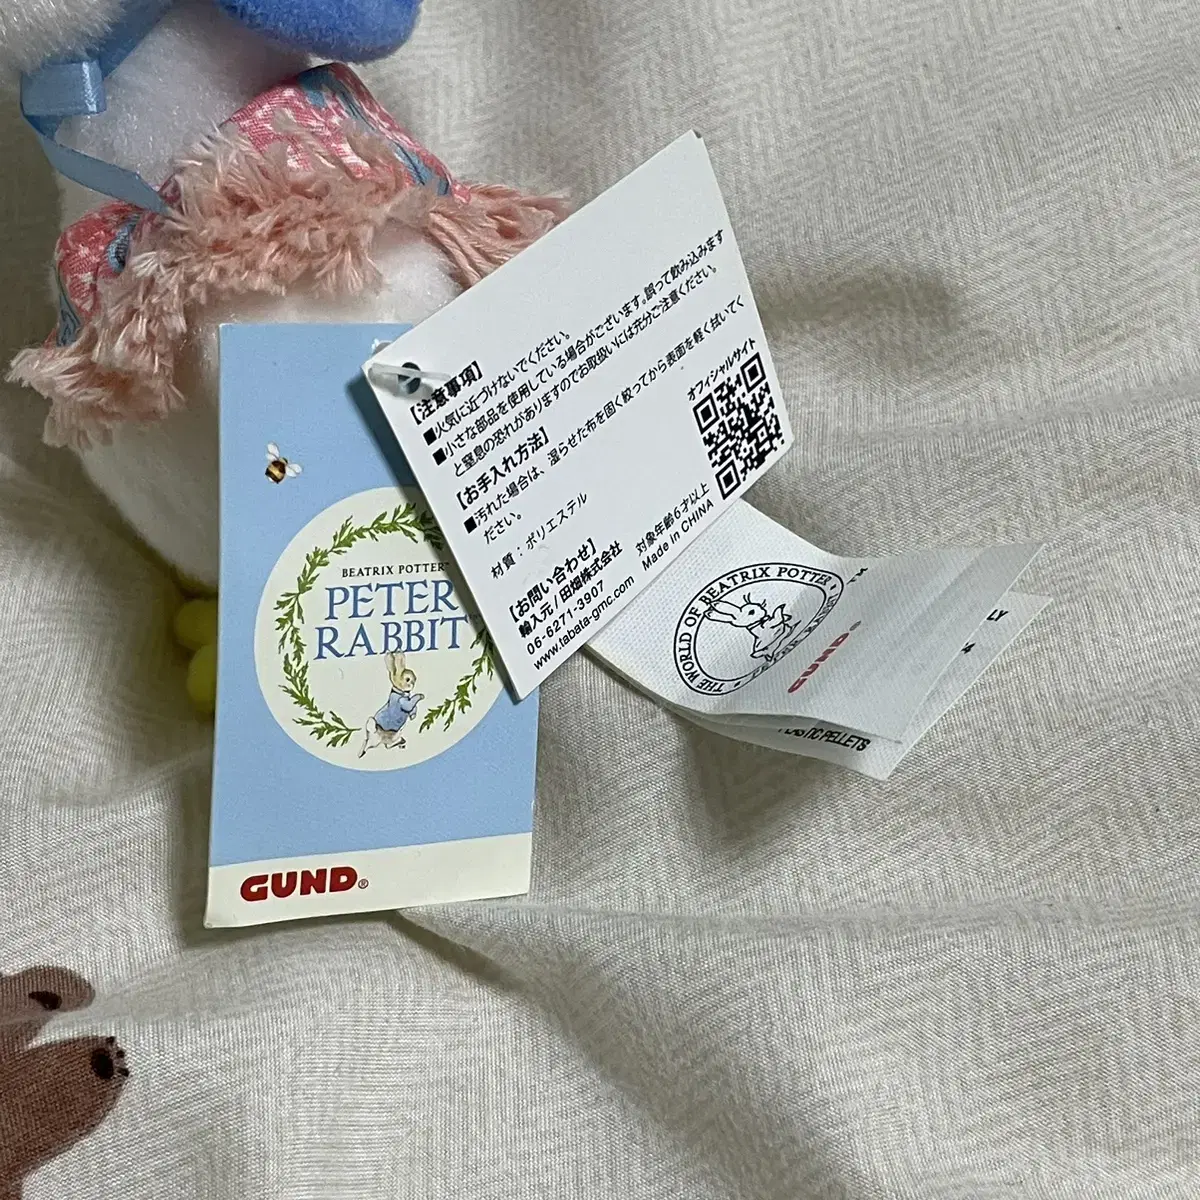 BEATRIX POTTER™
PETER
RABBIT
GUND®
【注意事項】
■火気に近づけないでください。
■小さな部品を使用している場合がございます。誤って飲み込みます
と窒息の恐れがありますのでお取扱いには充分ご注意ください。
【お手入れ方法】
■汚れた場合は、湿らせた布を固く絞ってから表面を軽く拭いてく
ださい。
材質：ポリエステル
オフィシャルサイト
【お問い合わせ】
輸入元/田畑株式会社
06-6271-3907
www.tabata-gmc.com
対象年齢6才以上
Made in CHINA
THE WORLD OF BEATRIX POTTER
PETER RABBIT
TM
GUND®
LY
PELLETS